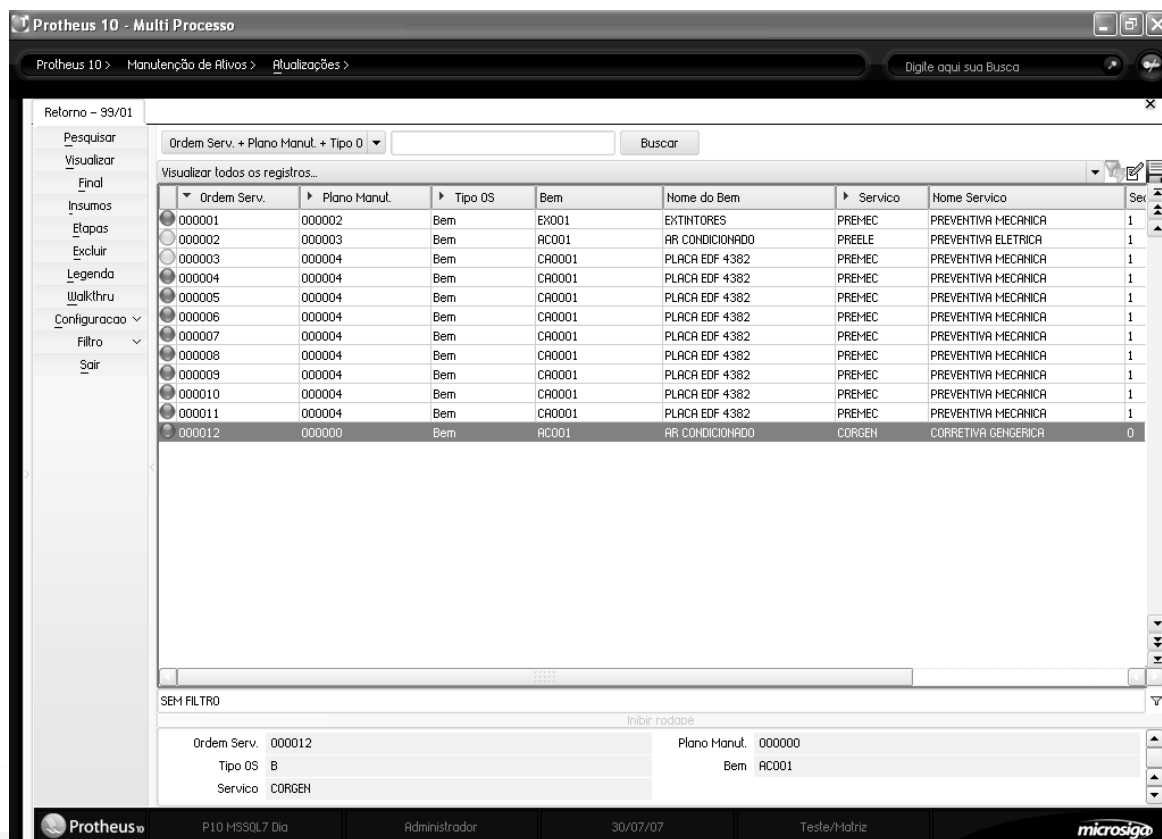 Protheus 10 - Multi Processo
Protheus 10 > Manutenção de Ativos > Atualizações >
Digite aqui sua Busca
Retorno - 99/01
Pesquisar
Visualizar
Final
Insumos
Etapas
Excluir
Legenda
Walkthru
Configuracao
Filtro
Sair
Ordem Serv. + Plano Manut. + Tipo O
Buscar
Visualizar todos os registros...
Ordem Serv. Plano Manut. Tipo OS Bem Nome do Bem Servico Nome Servico Sec
000001 000002 Bem EX001 EXTINTORES PREMEC PREVENTIVA MECANICA 1
000002 000003 Bem AC001 AR CONDICIONADO PREELE PREVENTIVA ELETRICA 1
000003 000004 Bem CA0001 PLACA EDF 4382 PREMEC PREVENTIVA MECANICA 1
000004 000004 Bem CA0001 PLACA EDF 4382 PREMEC PREVENTIVA MECANICA 1
000005 000004 Bem CA0001 PLACA EDF 4382 PREMEC PREVENTIVA MECANICA 1
000006 000004 Bem CA0001 PLACA EDF 4382 PREMEC PREVENTIVA MECANICA 1
000007 000004 Bem CA0001 PLACA EDF 4382 PREMEC PREVENTIVA MECANICA 1
000008 000004 Bem CA0001 PLACA EDF 4382 PREMEC PREVENTIVA MECANICA 1
000009 000004 Bem CA0001 PLACA EDF 4382 PREMEC PREVENTIVA MECANICA 1
000010 000004 Bem CA0001 PLACA EDF 4382 PREMEC PREVENTIVA MECANICA 1
000011 000004 Bem CA0001 PLACA EDF 4382 PREMEC PREVENTIVA MECANICA 1
000012 000000 Bem AC001 AR CONDICIONADO CORGEN CORRETIVA GENGERICA 0
SEM FILTRO
Inibir rodapé
Ordem Serv. 000012 Plano Manut. 000000
Tipo OS B Bem AC001
Servico CORGEN
Protheus 10 P10 MSSQL7 Dia Administrador 30/07/07 Teste/Matriz microsiga